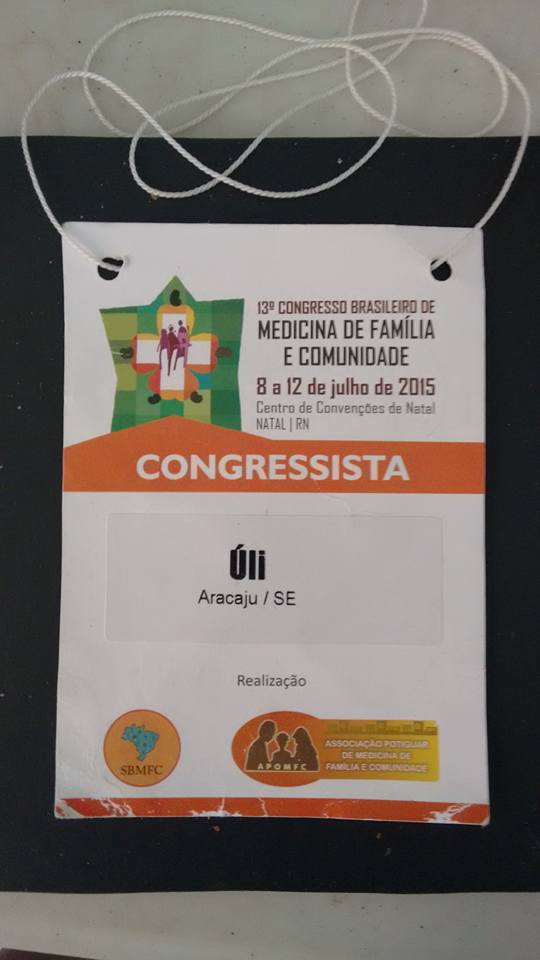 13º CONGRESSO BRASILEIRO DE
MEDICINA DE FAMÍLIA
E COMUNIDADE
8 a 12 de julho de 2015
Centro de Convenções de Natal
NATAL | RN
CONGRESSISTA
Úli
Aracaju / SE
Realização
SBMFC
APOMFC
ASSOCIAÇÃO POTIGUAR
DE MEDICINA DE
FAMÍLIA E COMUNIDADE